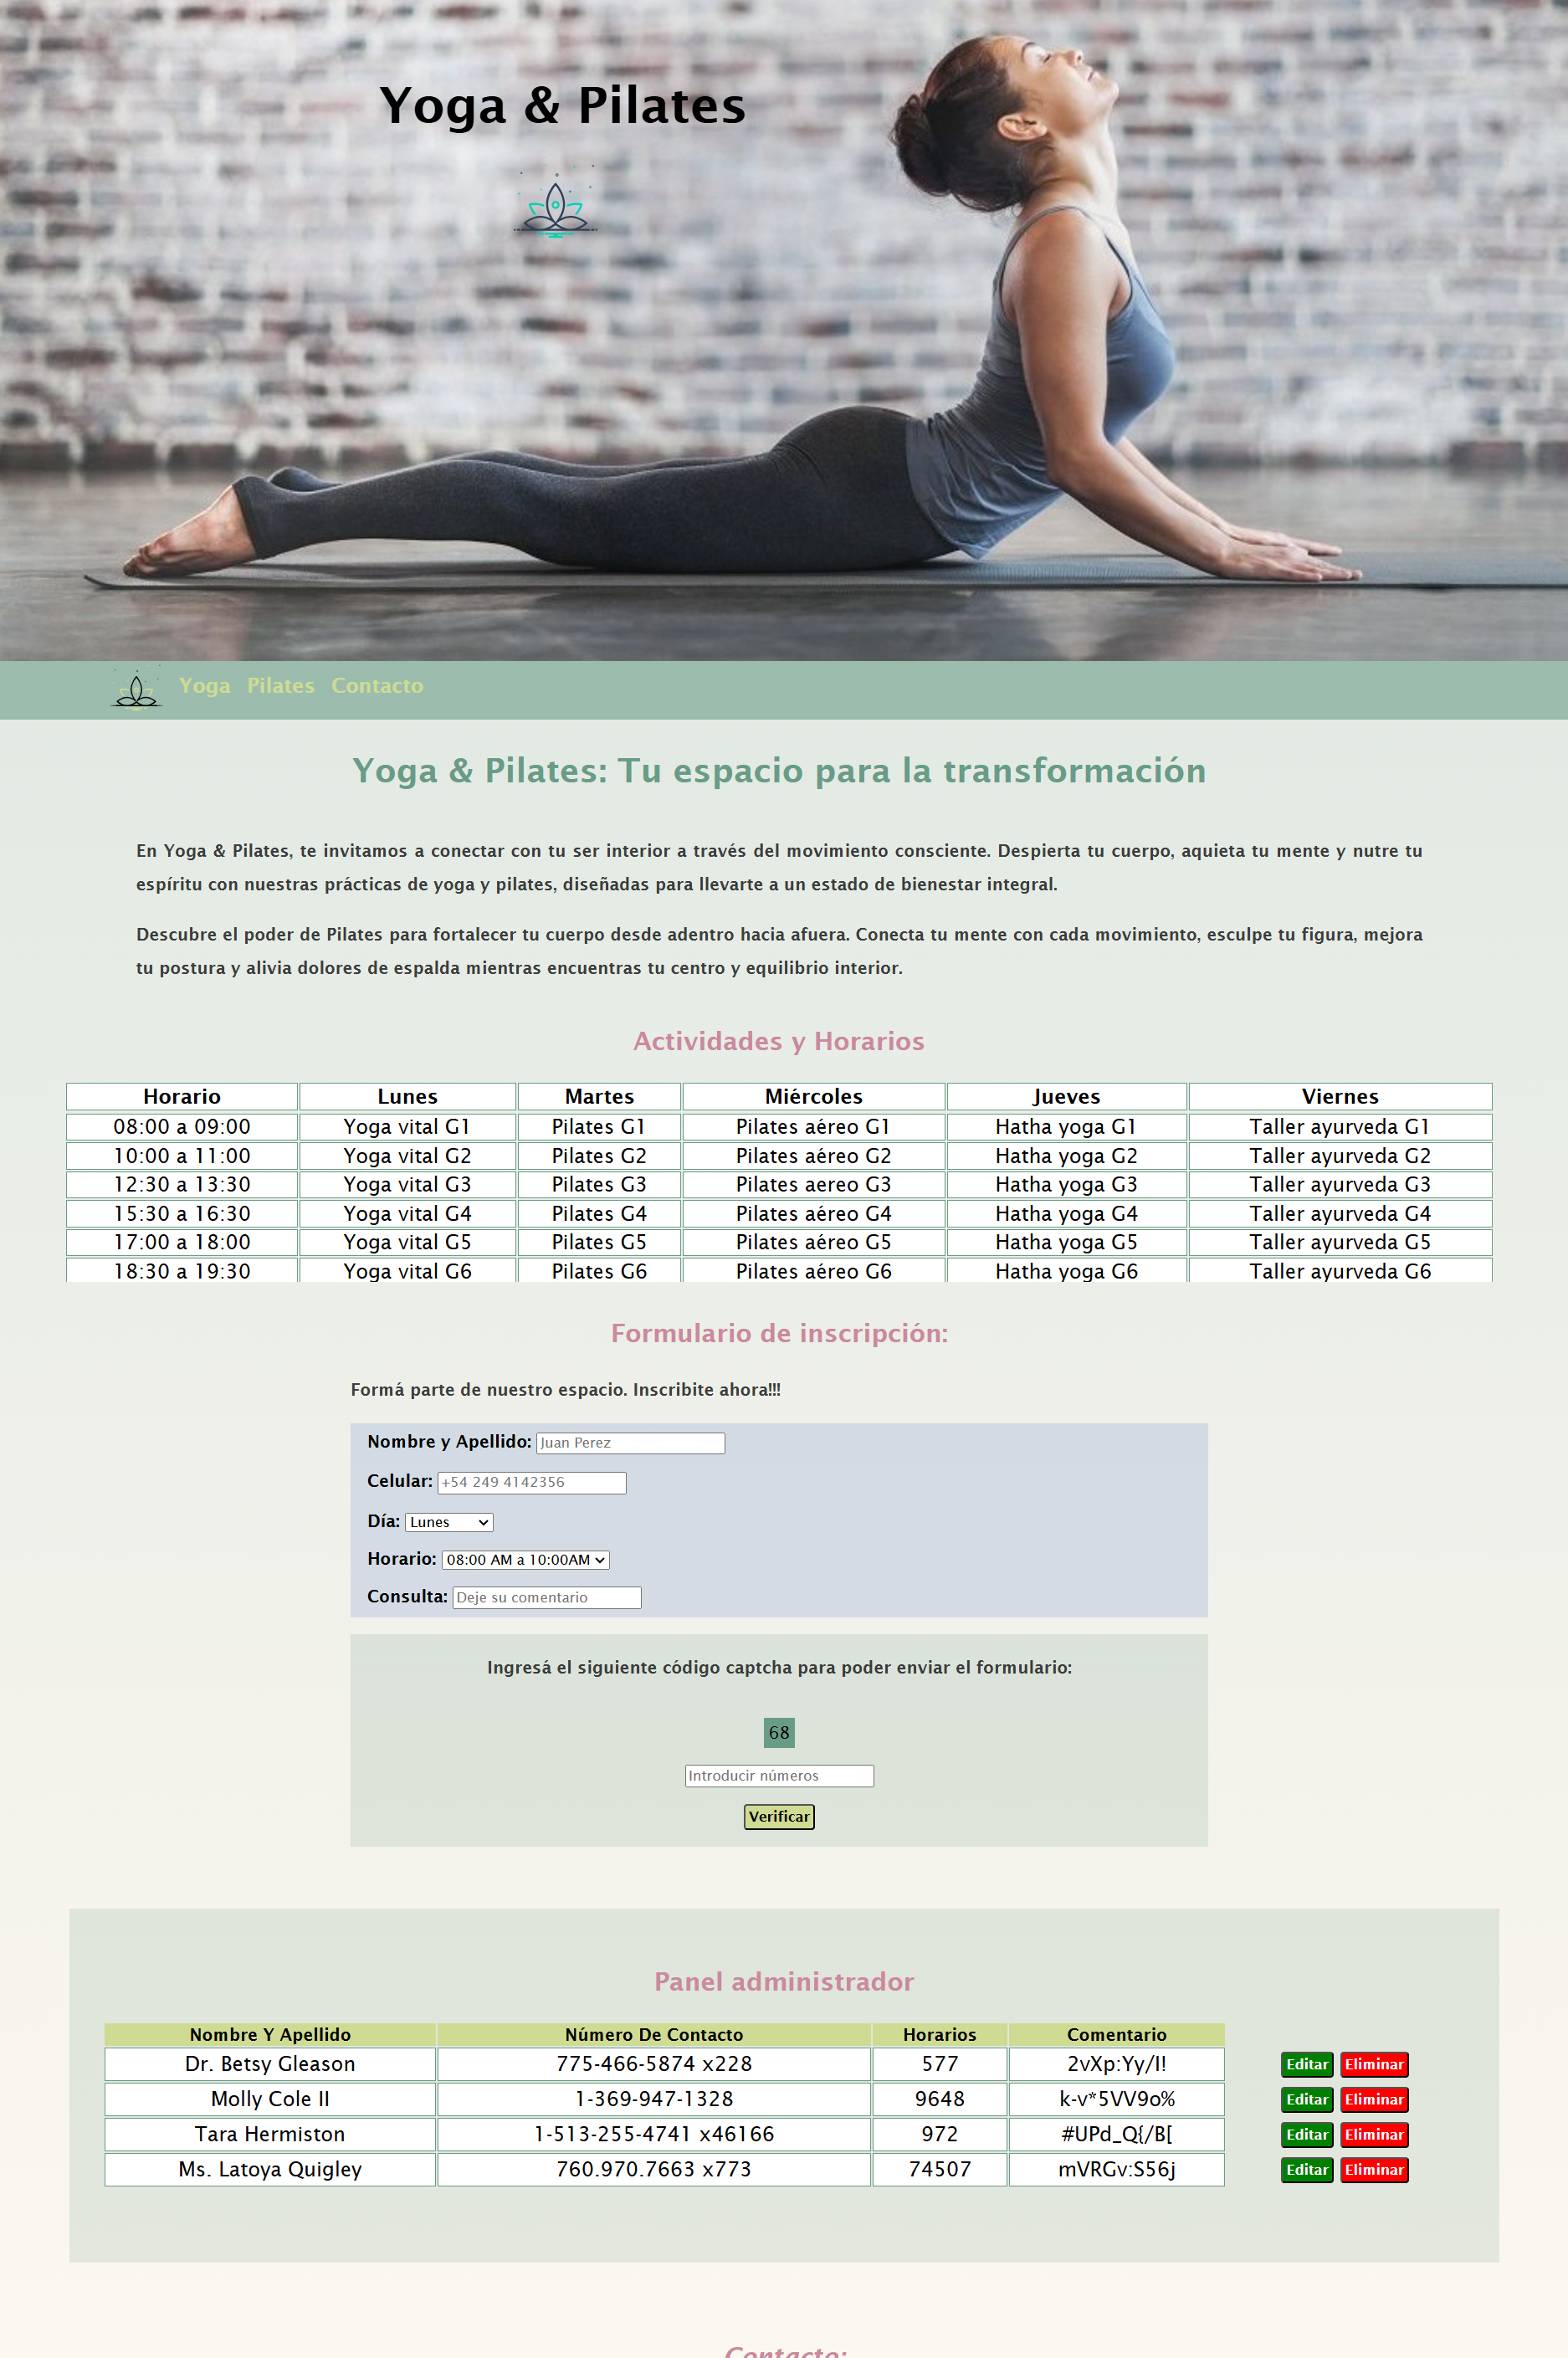 Yoga & Pilates
Yoga Pilates Contacto
Yoga & Pilates: Tu espacio para la transformación
En Yoga & Pilates, te invitamos a conectar con tu ser interior a través del movimiento consciente. Despierta tu cuerpo, aquieta tu mente y nutre tu
espíritu con nuestras prácticas de yoga y pilates, diseñadas para llevarte a un estado de bienestar integral.
Descubre el poder de Pilates para fortalecer tu cuerpo desde adentro hacia afuera. Conecta tu mente con cada movimiento, esculpe tu figura, mejora
tu postura y alivia dolores de espalda mientras encuentras tu centro y equilibrio interior.
Actividades y Horarios
Horario Lunes Martes Miércoles Jueves Viernes
08:00 a 09:00 Yoga vital G1 Pilates G1 Pilates aéreo G1 Hatha yoga G1 Taller ayurveda G1
10:00 a 11:00 Yoga vital G2 Pilates G2 Pilates aéreo G2 Hatha yoga G2 Taller ayurveda G2
12:30 a 13:30 Yoga vital G3 Pilates G3 Pilates aereo G3 Hatha yoga G3 Taller ayurveda G3
15:30 a 16:30 Yoga vital G4 Pilates G4 Pilates aéreo G4 Hatha yoga G4 Taller ayurveda G4
17:00 a 18:00 Yoga vital G5 Pilates G5 Pilates aéreo G5 Hatha yoga G5 Taller ayurveda G5
18:30 a 19:30 Yoga vital G6 Pilates G6 Pilates aéreo G6 Hatha yoga G6 Taller ayurveda G6
Formulario de inscripción:
Formá parte de nuestro espacio. Inscribite ahora!!!
Nombre y Apellido: Juan Perez
Celular: +54 249 4142356
Día: Lunes
Horario: 08:00 AM a 10:00AM
Consulta: Deje su comentario
Ingresá el siguiente código captcha para poder enviar el formulario:
68
Introducir números
Verificar
Panel administrador
Nombre Y Apellido Número De Contacto Horarios Comentario
Dr. Betsy Gleason 775-466-5874 x228 577 2vXp:Yy/I! Editar Eliminar
Molly Cole II 1-369-947-1328 9648 k-v*5VV9o% Editar Eliminar
Tara Hermiston 1-513-255-4741 x46166 972 #UPd_Q{/B[ Editar Eliminar
Ms. Latoya Quigley 760.970.7663 x773 74507 mVRGv:S56j Editar Eliminar
Contacto: